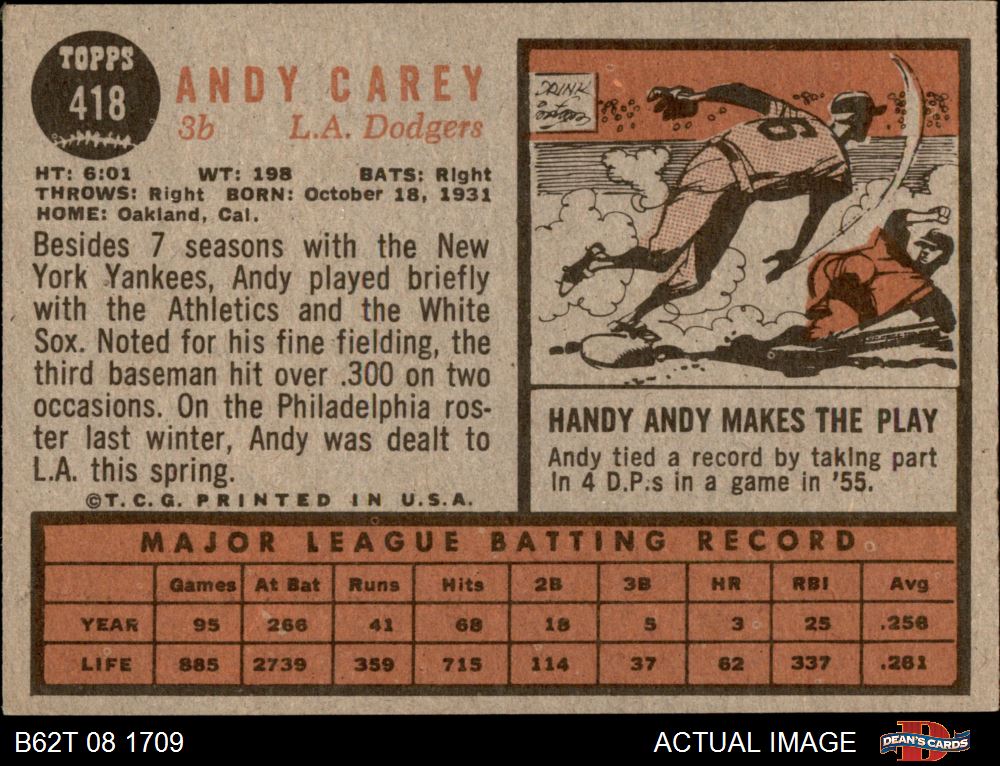 TOPPS
418
ANDY CAREY
3b L.A. Dodgers
HT: 6:01 WT: 198 BATS: Right
THROWS: Right BORN: October 18, 1931
HOME: Oakland, Cal.
Besides 7 seasons with the New
York Yankees, Andy played briefly
with the Athletics and the White
Sox. Noted for his fine fielding, the
third baseman hit over .300 on two
occasions. On the Philadelphia ros-
ter last winter, Andy was dealt to
L.A. this spring.
©T.C.G. PRINTED IN U.S.A.
DRINK
6
HANDY ANDY MAKES THE PLAY
Andy tied a record by taking part
in 4 D.P.s in a game in '55.
MAJOR LEAGUE BATTING RECORD
Games At Bat Runs Hits 2B 3B HR RBI Avg
YEAR 95 266 41 68 18 5 3 25 .256
LIFE 885 2739 359 715 114 37 62 337 .261
B62T 08 1709 ACTUAL IMAGE
D
DEAN'S CARDS